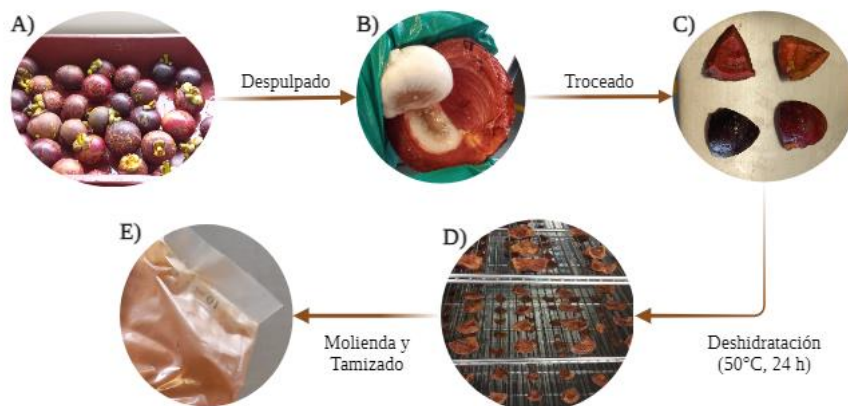 A)
Despulpado
B)
Troceado
C)
Deshidratación
(50°C, 24 h)
D)
Molienda y
Tamizado
E)